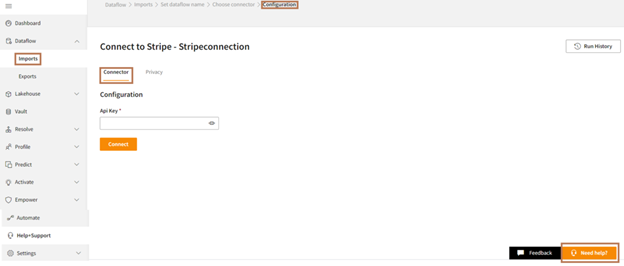 Dataflow > Imports > Set dataflow name > Choose connector > Configuration
Dashboard
Dataflow
Imports
Exports
Lakehouse
Vault
Resolve
Profile
Predict
Activate
Empower
Automate
Help+Support
Settings
Connect to Stripe - Stripeconnection
Run History
Connector Privacy
Configuration
Api Key *
Connect
Feedback
Need help?